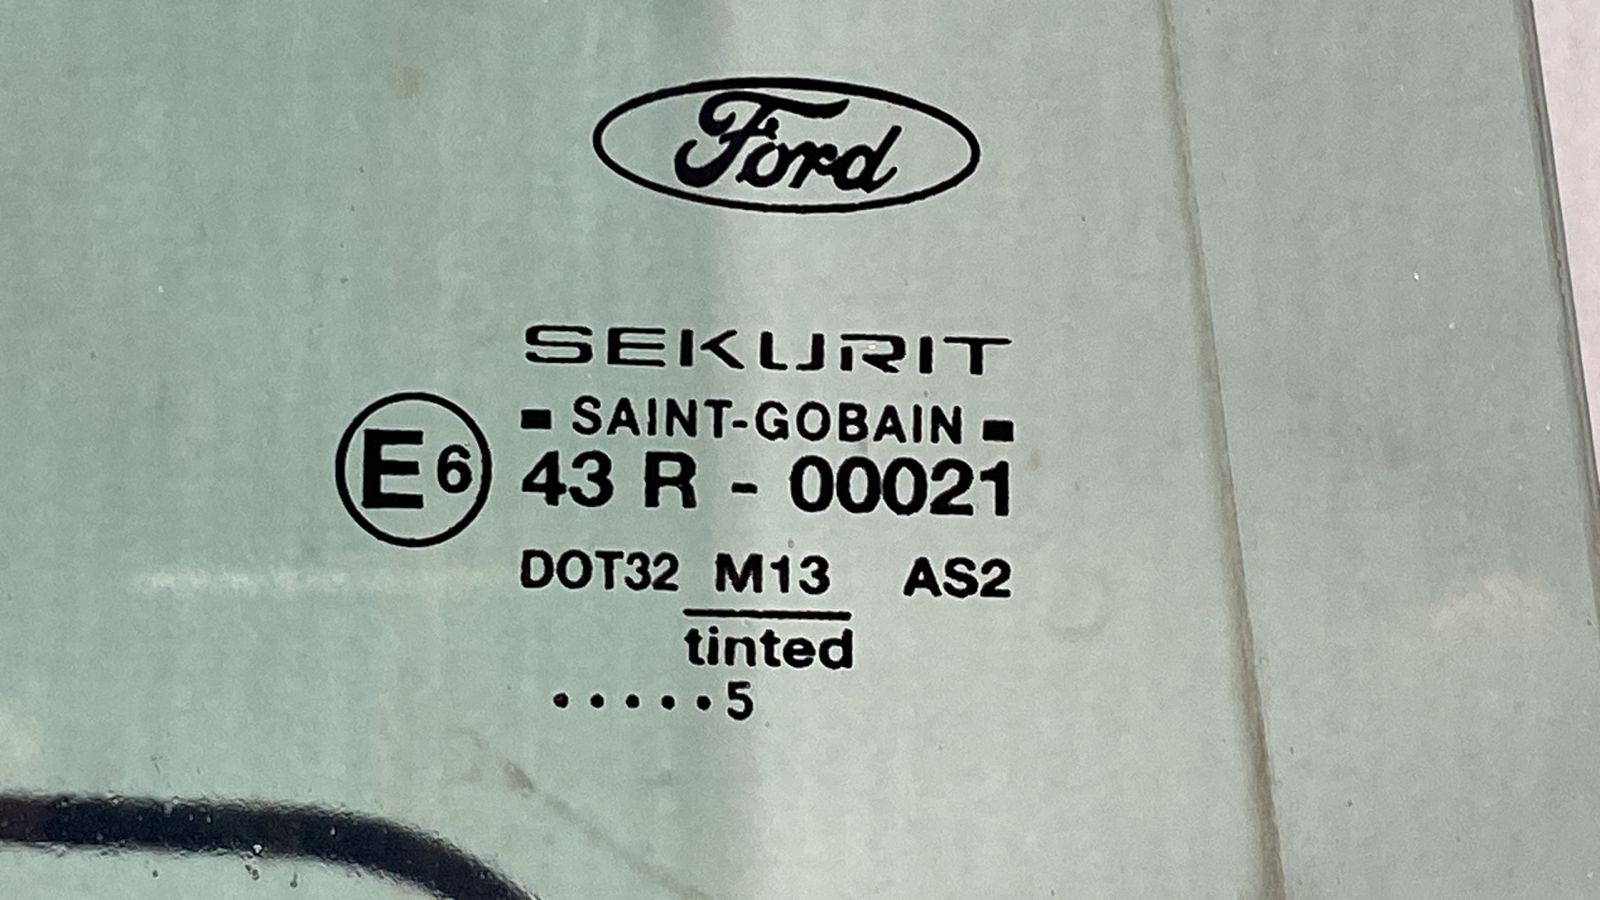 Ford
SEKURIT
▬ SAINT-GOBAIN ▬
E6 43 R - 00021
DOT32 M13 AS2
tinted
.....5